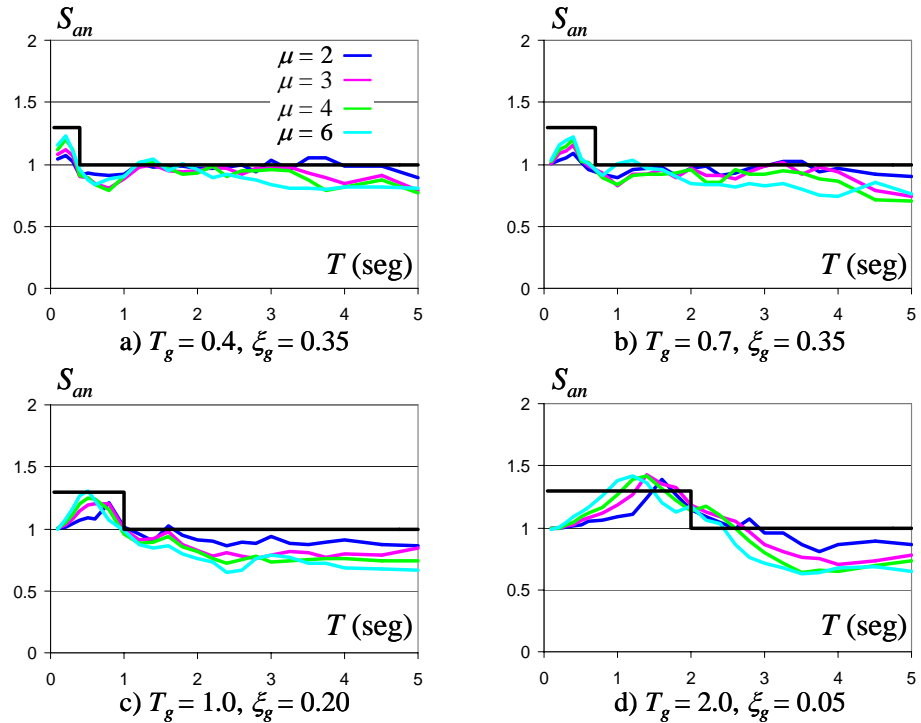 S_an
2
1.5
1
0.5
0
μ = 2
μ = 3
μ = 4
μ = 6
T (seg)
0 1 2 3 4 5
a) T_g = 0.4, ξ_g = 0.35
S_an
2
1.5
1
0.5
0
T (seg)
0 1 2 3 4 5
b) T_g = 0.7, ξ_g = 0.35
S_an
2
1.5
1
0.5
0
T (seg)
0 1 2 3 4 5
c) T_g = 1.0, ξ_g = 0.20
S_an
2
1.5
1
0.5
0
T (seg)
0 1 2 3 4 5
d) T_g = 2.0, ξ_g = 0.05